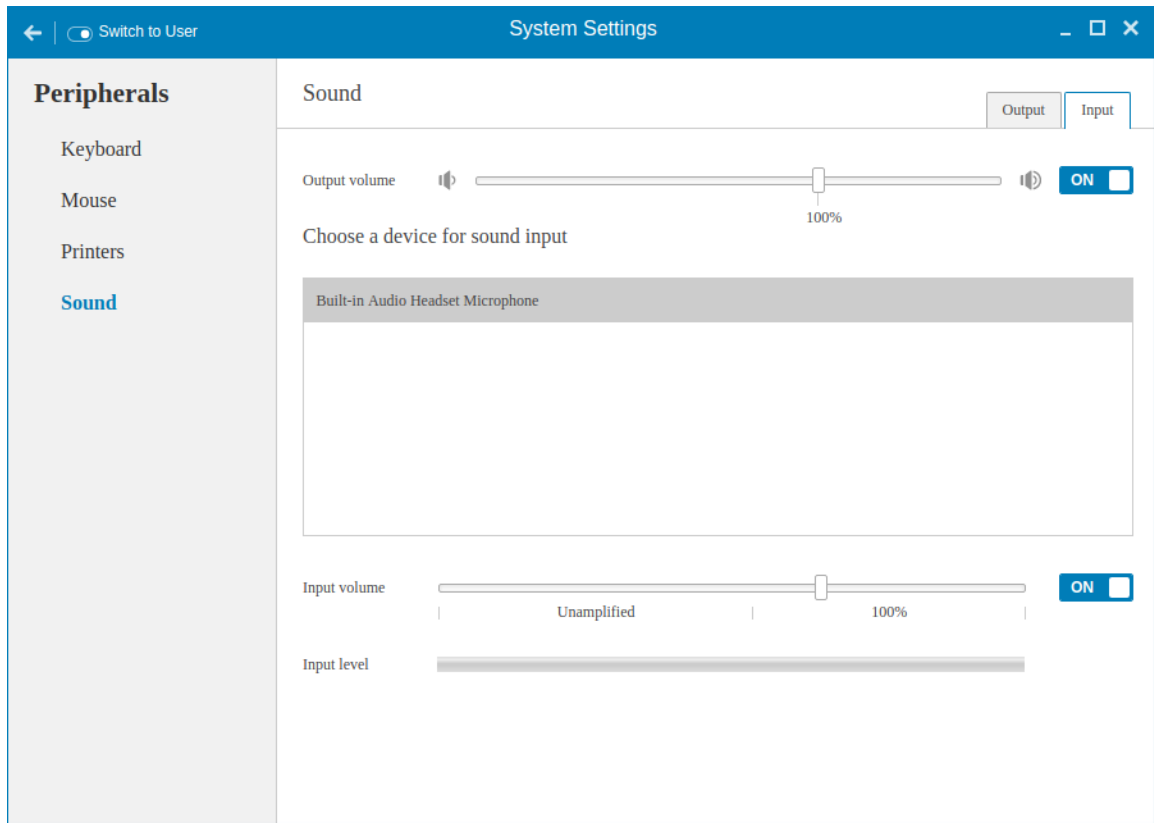 Switch to User
System Settings
Peripherals
Keyboard
Mouse
Printers
Sound
Sound
Output
Input
Output volume
ON
100%
Choose a device for sound input
Built-in Audio Headset Microphone
Input volume
ON
Unamplified
100%
Input level